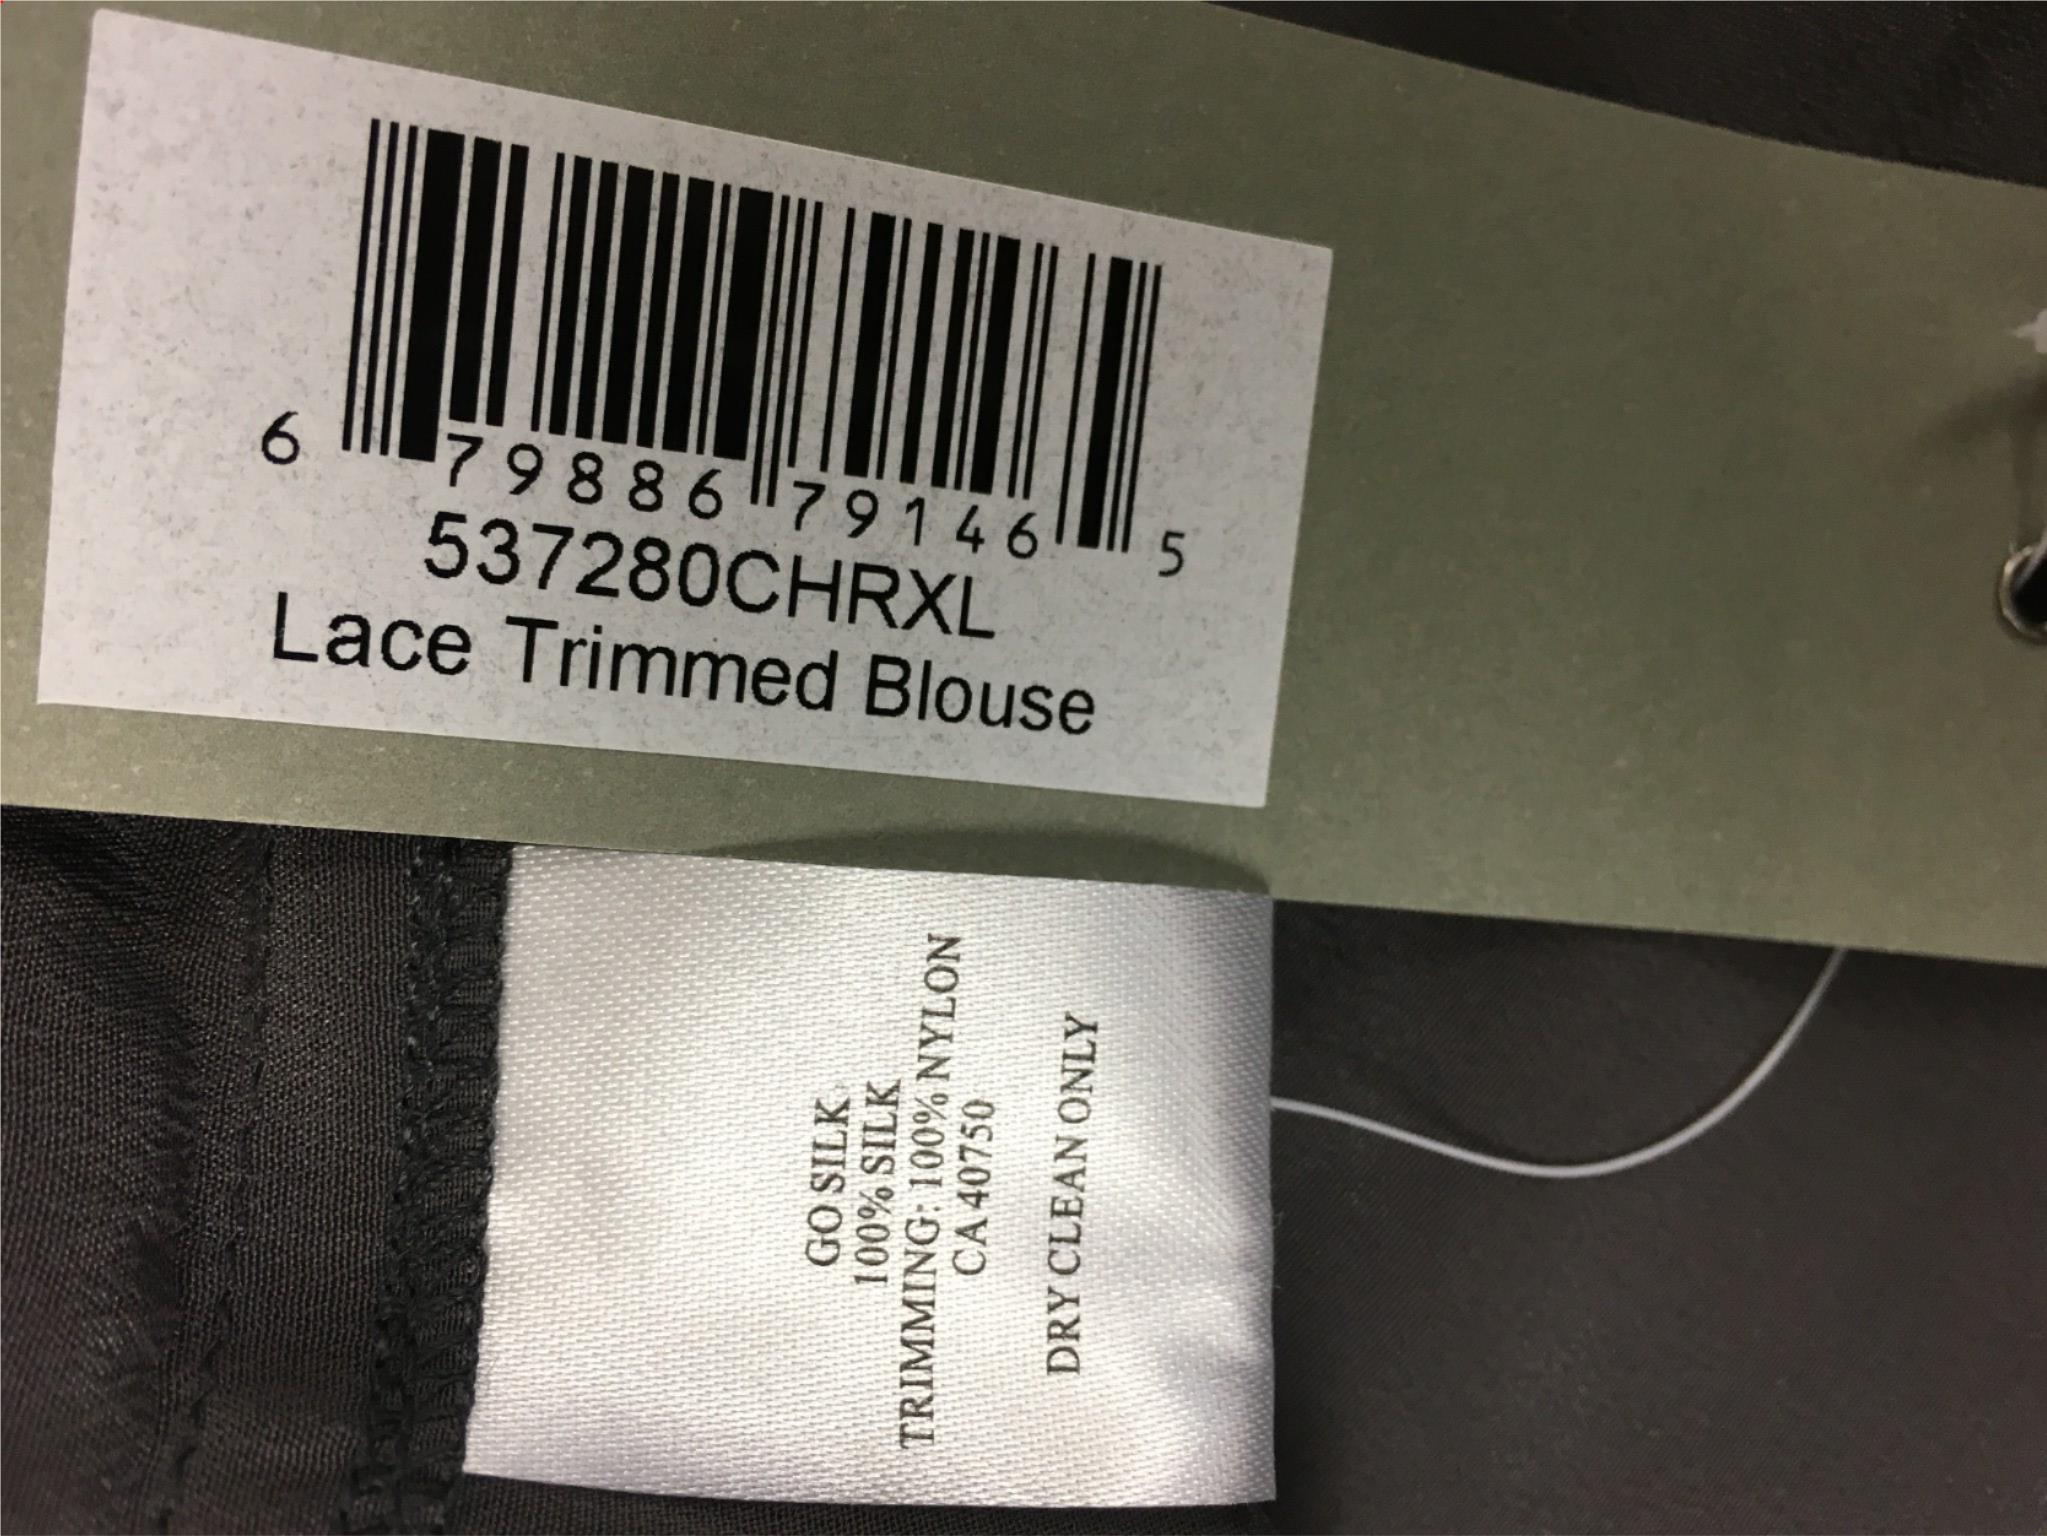 6 79886 79146 5
537280CHRXL
Lace Trimmed Blouse
GO SILK
100% SILK
TRIMMING: 100% NYLON
CA 40750
DRY CLEAN ONLY